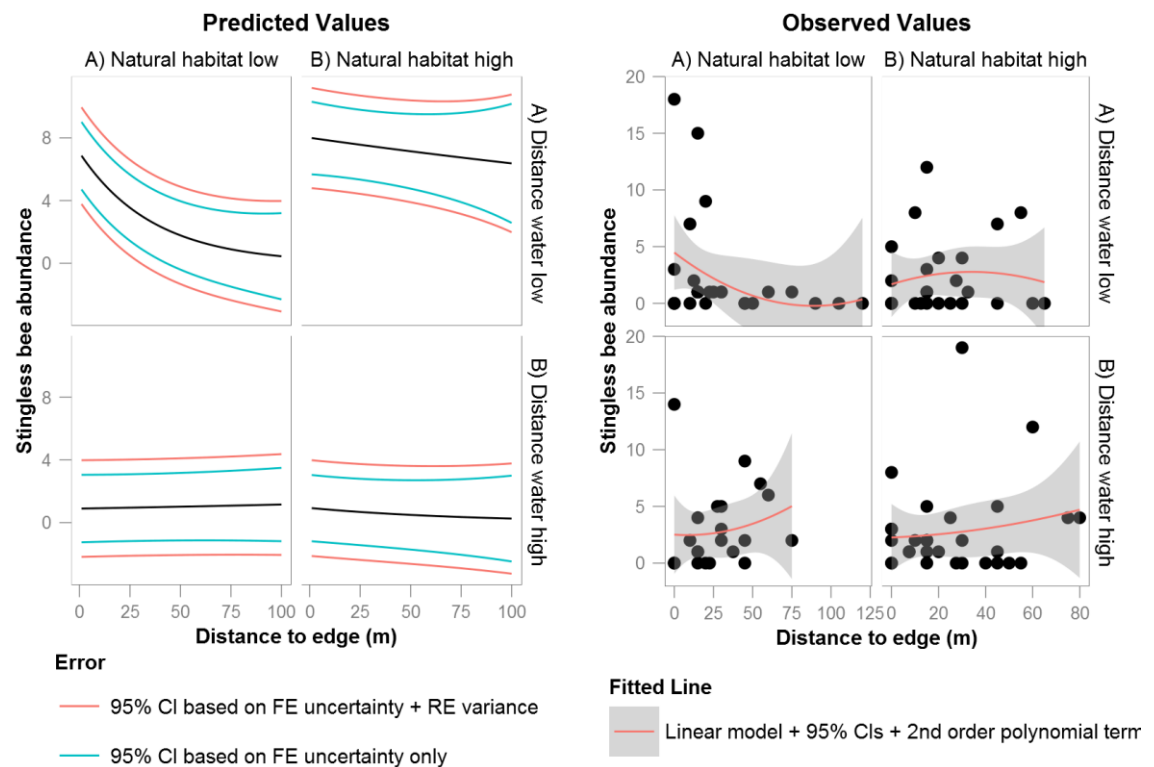 Predicted Values
Observed Values
A) Natural habitat low
B) Natural habitat high
A) Natural habitat low
B) Natural habitat high
Stingless bee abundance
8
4
0
A) Distance water low
8
4
0
B) Distance water high
0 25 50 75 100
0 25 50 75 100
Distance to edge (m)
Stingless bee abundance
20
15
10
5
0
A) Distance water low
20
15
10
5
0
B) Distance water high
0 25 50 75 100 125
0 20 40 60 80
Distance to edge (m)
Error
95% CI based on FE uncertainty + RE variance
95% CI based on FE uncertainty only
Fitted Line
Linear model + 95% CIs + 2nd order polynomial term